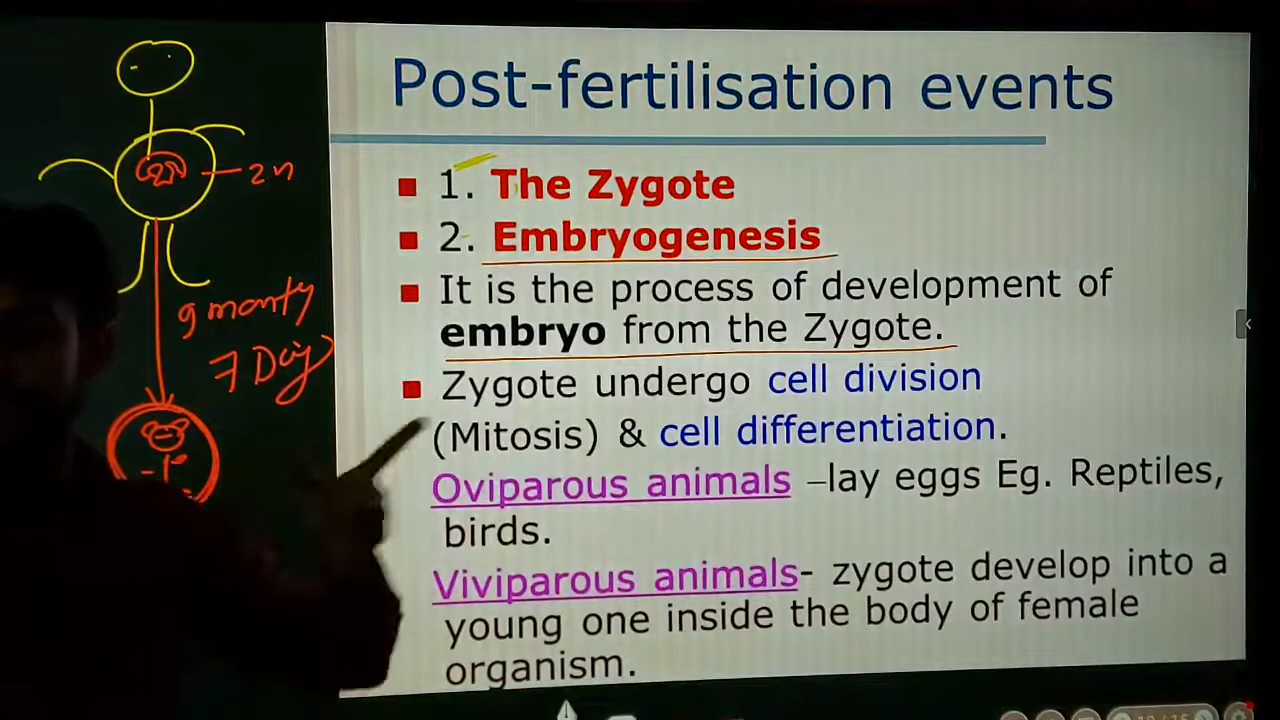 Post-fertilisation events
1. The Zygote
2. Embryogenesis
It is the process of development of
embryo from the Zygote.
Zygote undergo cell division
(Mitosis) & cell differentiation.
Oviparous animals –lay eggs Eg. Reptiles,
birds.
Viviparous animals- zygote develop into a
young one inside the body of female
organism.
2n
2n
9 month
7 Day